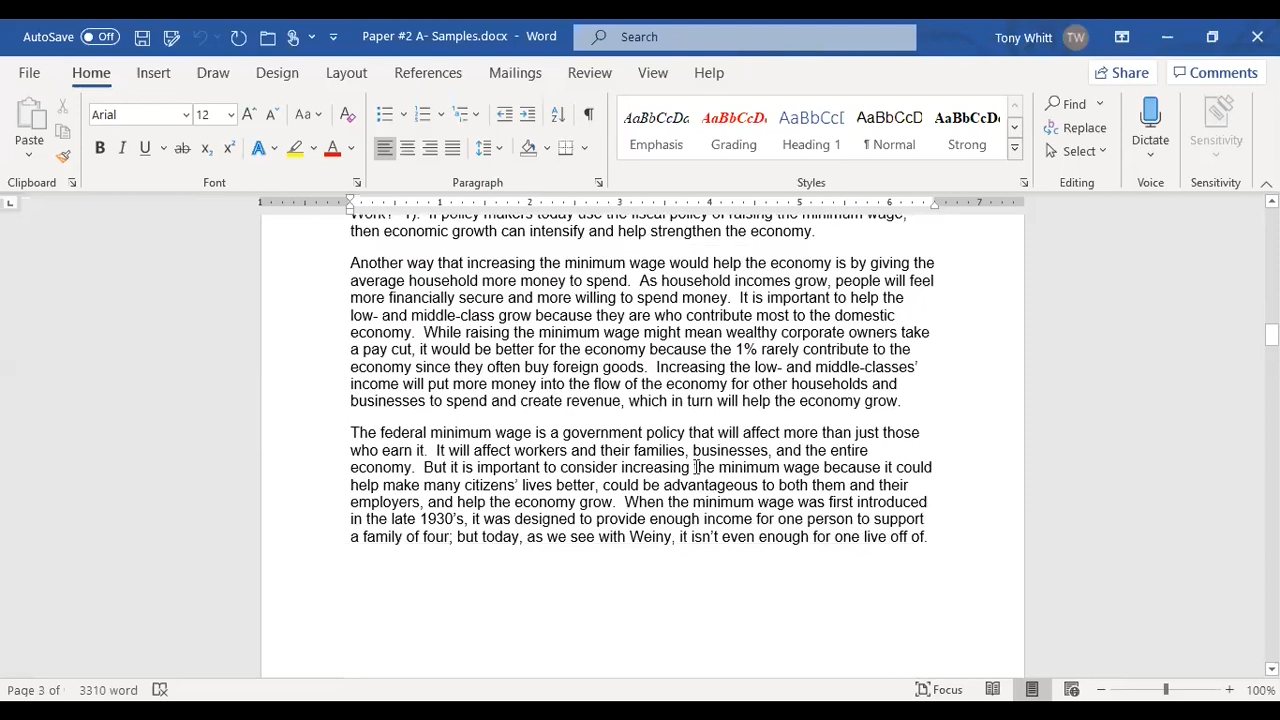 AutoSave Off Paper #2 A- Samples.docx - Word Search Tony Whitt TW
File Home Insert Draw Design Layout References Mailings Review View Help Share Comments
Paste Arial 12 Aa AaBbCcDc AaBbCcDd AaBbCcD AaBbCcD AaBbCcDc Find Replace Select Dictate Sensitivity
Emphasis Grading Heading 1 ¶ Normal Strong
Clipboard Font Paragraph Styles Editing Voice Sensitivity
1 1 2 3 4 5 6 7
Work?" 1). If policy makers today use the fiscal policy of raising the minimum wage,
then economic growth can intensify and help strengthen the economy.
Another way that increasing the minimum wage would help the economy is by giving the
average household more money to spend. As household incomes grow, people will feel
more financially secure and more willing to spend money. It is important to help the
low- and middle-class grow because they are who contribute most to the domestic
economy. While raising the minimum wage might mean wealthy corporate owners take
a pay cut, it would be better for the economy because the 1% rarely contribute to the
economy since they often buy foreign goods. Increasing the low- and middle-classes’
income will put more money into the flow of the economy for other households and
businesses to spend and create revenue, which in turn will help the economy grow.
The federal minimum wage is a government policy that will affect more than just those
who earn it. It will affect workers and their families, businesses, and the entire
economy. But it is important to consider increasing the minimum wage because it could
help make many citizens’ lives better, could be advantageous to both them and their
employers, and help the economy grow. When the minimum wage was first introduced
in the late 1930’s, it was designed to provide enough income for one person to support
a family of four; but today, as we see with Weiny, it isn’t even enough for one live off of.
Page 3 of 3310 word Focus 100%